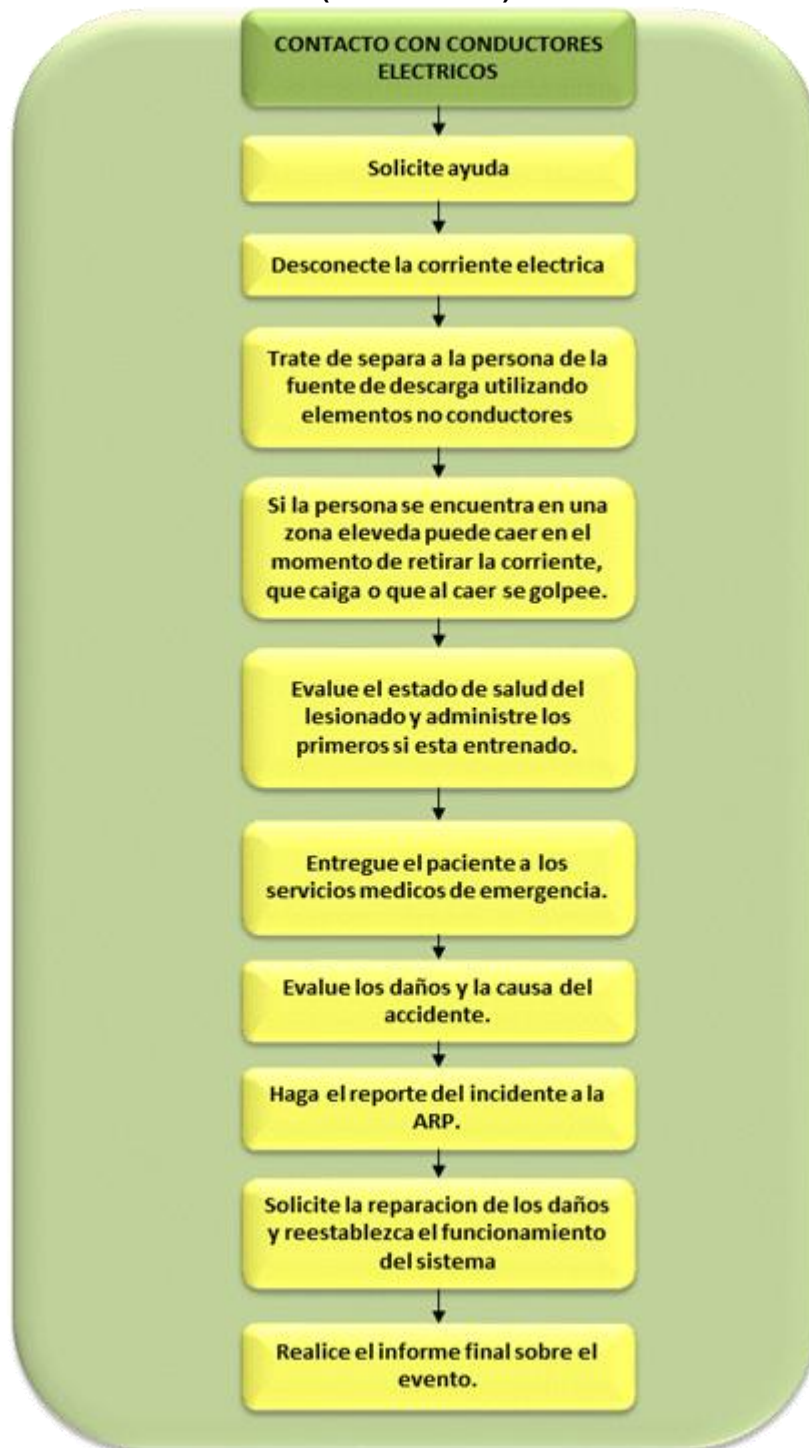 CONTACTO CON CONDUCTORES
ELECTRICOS
Solicite ayuda
Desconecte la corriente electrica
Trate de separa a la persona de la
fuente de descarga utilizando
elementos no conductores
Si la persona se encuentra en una
zona eleveda puede caer en el
momento de retirar la corriente,
que caiga o que al caer se golpee.
Evalue el estado de salud del
lesionado y administre los
primeros si esta entrenado.
Entregue el paciente a los
servicios medicos de emergencia.
Evalue los daños y la causa del
accidente.
Haga el reporte del incidente a la
ARP.
Solicite la reparacion de los daños
y reestablezca el funcionamiento
del sistema
Realice el informe final sobre el
evento.